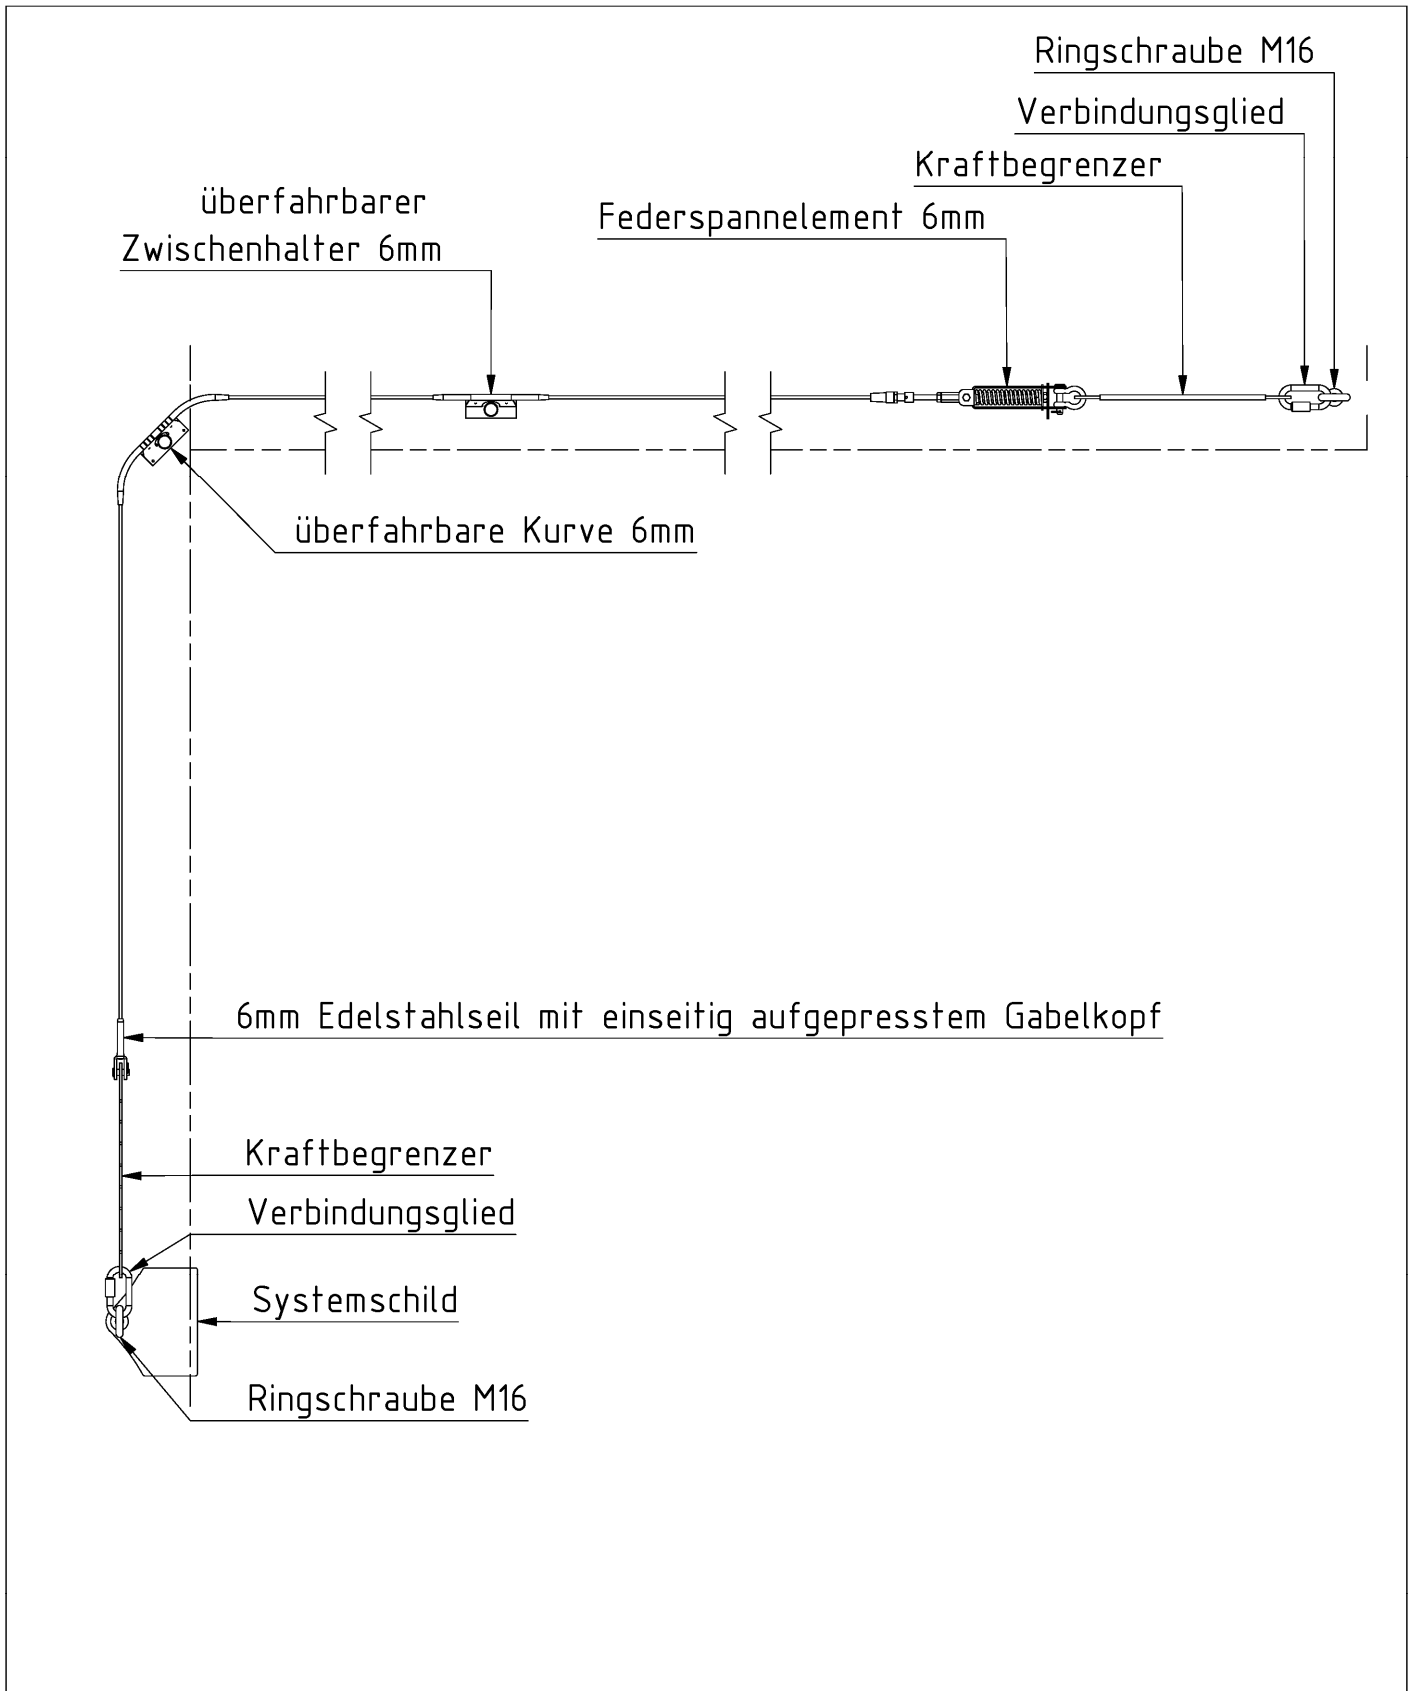 Ringschraube M16
Verbindungsglied
Kraftbegrenzer
überfahrbarer
Zwischenhalter 6mm
Federspannelement 6mm
überfahrbare Kurve 6mm
6mm Edelstahlseil mit einseitig aufgepresstem Gabelkopf
Kraftbegrenzer
Verbindungsglied
Systemschild
Ringschraube M16